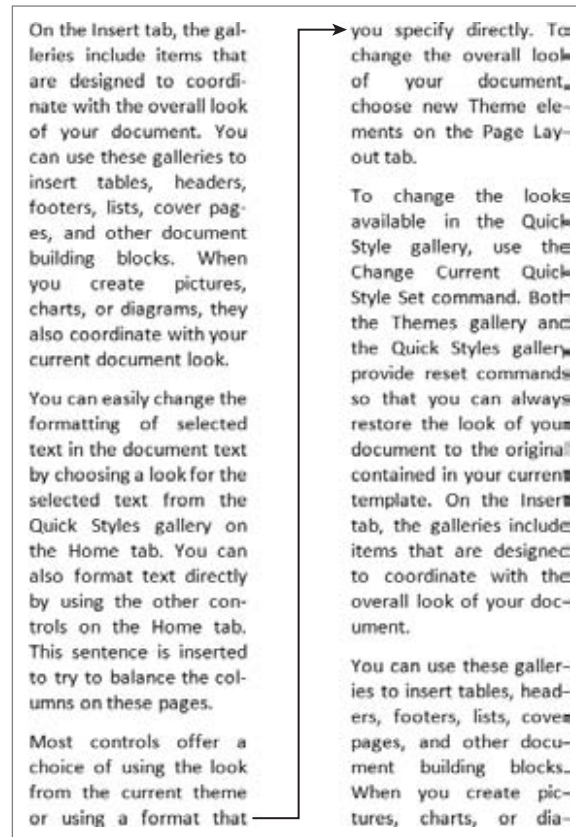 On the Insert tab, the gal-
leries include items that
are designed to coordi-
nate with the overall look
of your document. You
can use these galleries to
insert tables, headers,
footers, lists, cover pag-
es, and other document
building blocks. When
you create pictures,
charts, or diagrams, they
also coordinate with your
current document look.
You can easily change the
formatting of selected
text in the document text
by choosing a look for the
selected text from the
Quick Styles gallery on
the Home tab. You can
also format text directly
by using the other con-
trols on the Home tab.
This sentence is inserted
to try to balance the col-
umns on these pages.
Most controls offer a
choice of using the look
from the current theme
or using a format that
you specify directly. To
change the overall look
of your document,
choose new Theme ele-
ments on the Page Lay-
out tab.
To change the looks
available in the Quick
Style gallery, use the
Change Current Quick
Style Set command. Both
the Themes gallery and
the Quick Styles gallery
provide reset commands
so that you can always
restore the look of your
document to the original
contained in your current
template. On the Insert
tab, the galleries include
items that are designed
to coordinate with the
overall look of your doc-
ument.
You can use these galler-
ies to insert tables, head-
ers, footers, lists, cover
pages, and other docu-
ment building blocks.
When you create pic-
tures, charts, or dia-